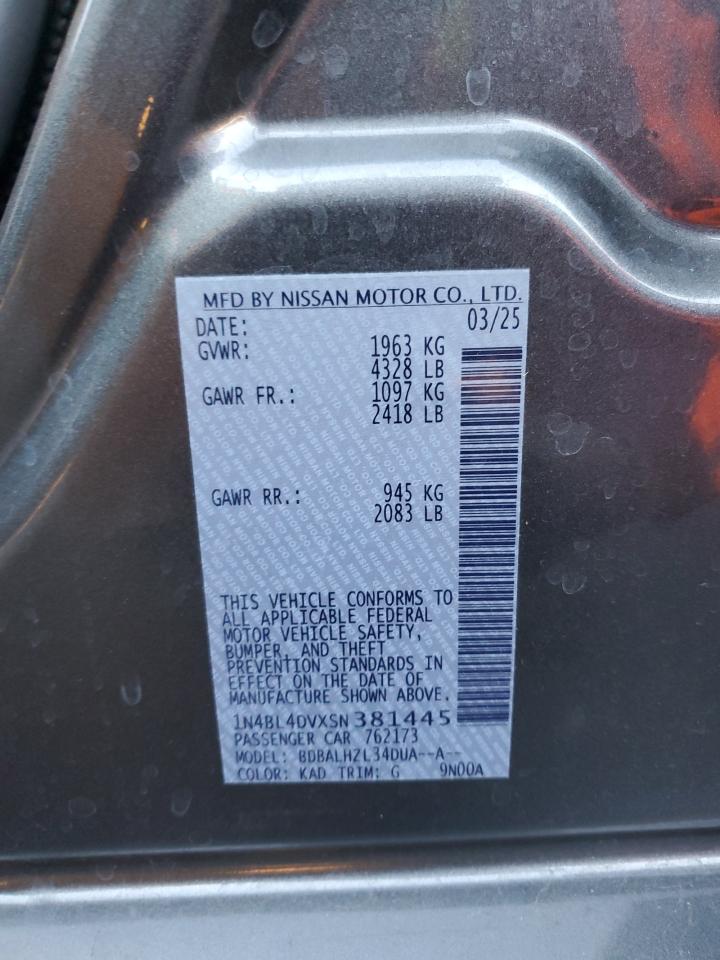 MFD BY NISSAN MOTOR CO., LTD.
DATE: 03/25
GVWR: 1963 KG
4328 LB
GAWR FR.: 1097 KG
2418 LB
GAWR RR.: 945 KG
2083 LB
THIS VEHICLE CONFORMS TO
ALL APPLICABLE FEDERAL
MOTOR VEHICLE SAFETY,
BUMPER, AND THEFT
PREVENTION STANDARDS IN
EFFECT ON THE DATE OF
MANUFACTURE SHOWN ABOVE.
1N4BL4DVXSN381445
PASSENGER CAR 762173
MODEL: BDBALHZL34DUA--A--
COLOR: KAD TRIM: G 9N00A